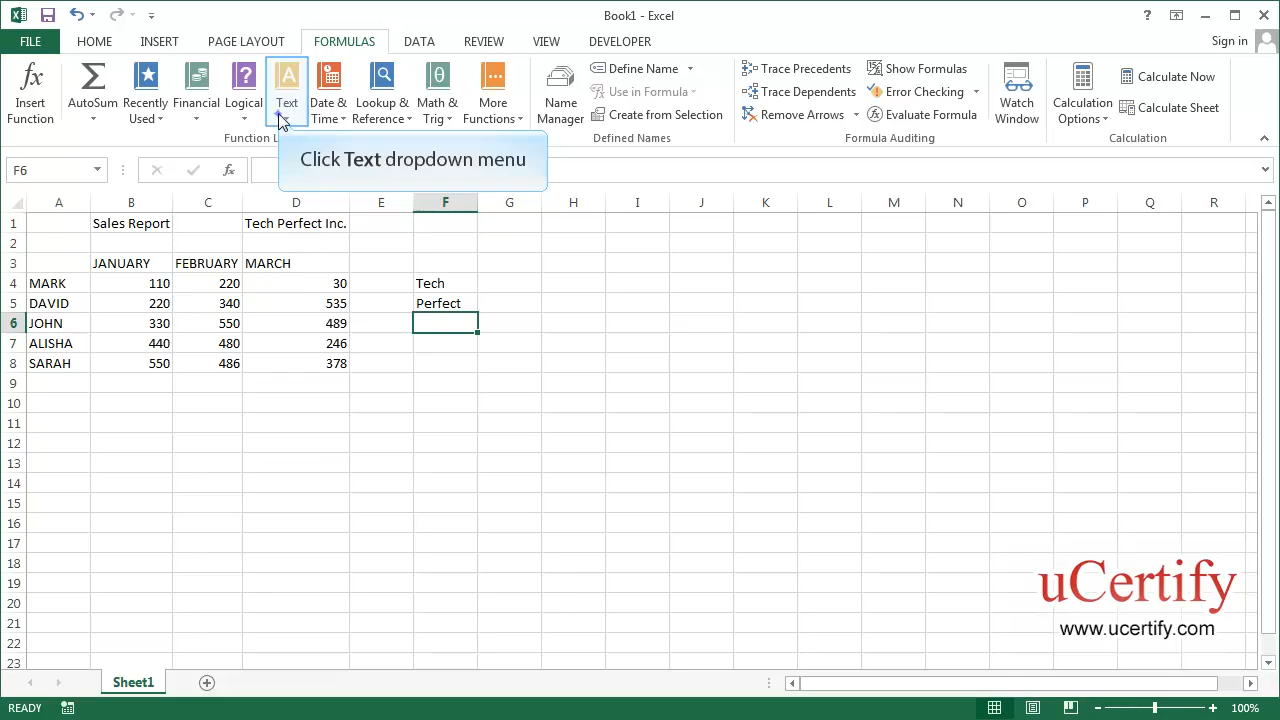 Book1 - Excel
FILE HOME INSERT PAGE LAYOUT FORMULAS DATA REVIEW VIEW DEVELOPER Sign in
Insert Function
AutoSum
Recently Used
Financial
Logical
Text
Date & Time
Lookup & Reference
Math & Trig
More Functions
Name Manager
Define Name
Use in Formula
Create from Selection
Trace Precedents
Trace Dependents
Remove Arrows
Show Formulas
Error Checking
Evaluate Formula
Watch Window
Calculation Options
Calculate Now
Calculate Sheet
Function L
Defined Names
Formula Auditing
Calculation
Click Text dropdown menu
F6
fx
A B C D E F G H I J K L M N O P Q R
1 Sales Report Tech Perfect Inc.
2
3 JANUARY FEBRUARY MARCH
4 MARK 110 220 30 Tech
5 DAVID 220 340 535 Perfect
6 JOHN 330 550 489
7 ALISHA 440 480 246
8 SARAH 550 486 378
9
10
11
12
13
14
15
16
17
18
19
20
21
22
23
uCertify
www.ucertify.com
Sheet1
READY
100%